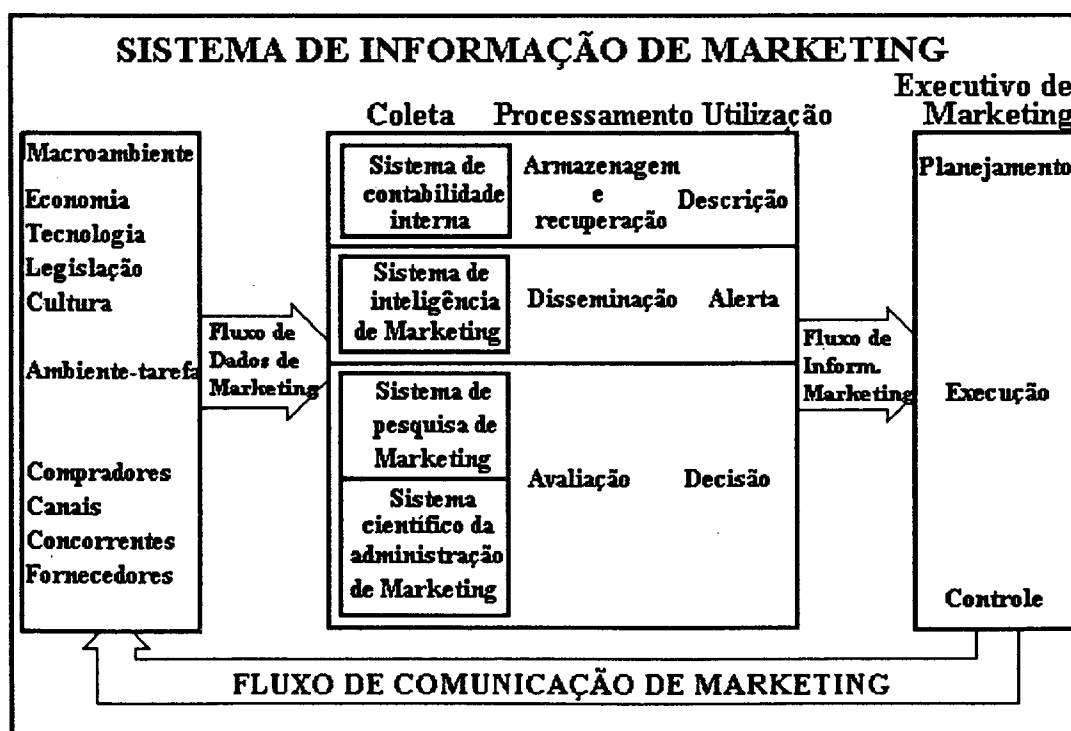 SISTEMA DE INFORMAÇÃO DE MARKETING
Executivo de
Marketing
Coleta Processamento Utilização
Macroambiente
Economia
Tecnologia
Legislação
Cultura
Ambiente-tarefa
Compradores
Canais
Concorrentes
Fornecedores
Fluxo de
Dados de
Marketing
Sistema de
contabilidade
interna
Armazenagem
e
recuperação
Descrição
Sistema de
inteligência
de Marketing
Disseminação
Alerta
Sistema de
pesquisa de
Marketing
Sistema
científico da
administração
de Marketing
Avaliação
Decisão
Fluxo de
Inform.
Marketing
Planejamento
Execução
Controle
FLUXO DE COMUNICAÇÃO DE MARKETING